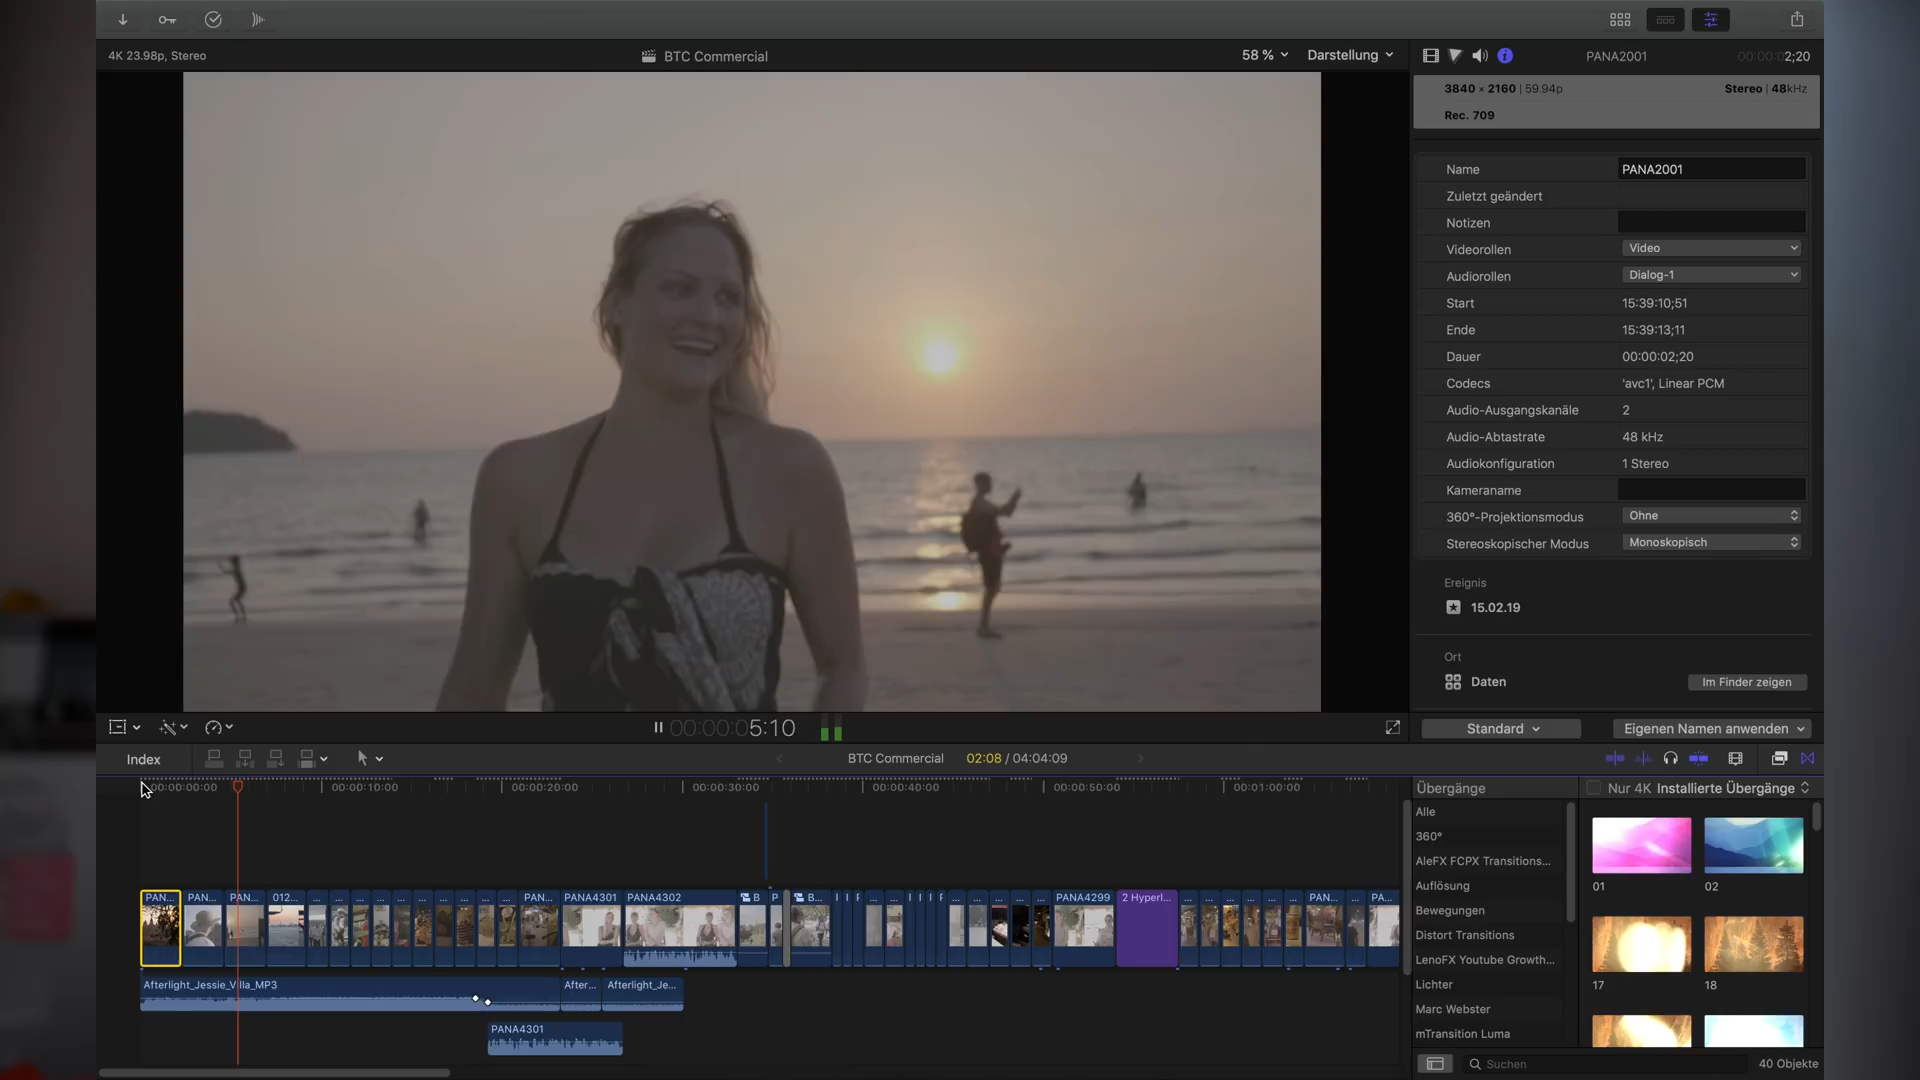 4K 23.98p, Stereo
BTC Commercial
58 %
Darstellung
PANA2001
00:00:02;20
3840 × 2160 | 59.94p
Stereo | 48kHz
Rec. 709
Name
PANA2001
Zuletzt geändert
Notizen
Videorollen
Video
Audiorollen
Dialog-1
Start
15:39:10;51
Ende
15:39:13;11
Dauer
00:00:02;20
Codecs
'avc1', Linear PCM
Audio-Ausgangskanäle
2
Audio-Abtastrate
48 kHz
Audiokonfiguration
1 Stereo
Kameraname
360°-Projektionsmodus
Ohne
Stereoskopischer Modus
Monoskopisch
Ereignis
15.02.19
Ort
Daten
Im Finder zeigen
00:00:05:10
Standard
Eigenen Namen anwenden
Index
BTC Commercial
02:08 / 04:04:09
00:00:00:00
00:00:10:00
00:00:20:00
00:00:30:00
00:00:40:00
00:00:50:00
00:01:00:00
PAN...
PAN...
PAN...
012...
PAN...
PANA4301
PANA4302
B
P
B...
PANA4299
2 Hyperl...
PAN...
PA...
Afterlight_Jessie_Villa_MP3
After...
Afterlight_Je...
PANA4301
Übergänge
Nur 4K
Installierte Übergänge
Alle
360°
AleFX FCPX Transitions...
Auflösung
Bewegungen
Distort Transitions
LenoFX Youtube Growth...
Lichter
Marc Webster
mTransition Luma
01
02
17
18
Suchen
40 Objekte